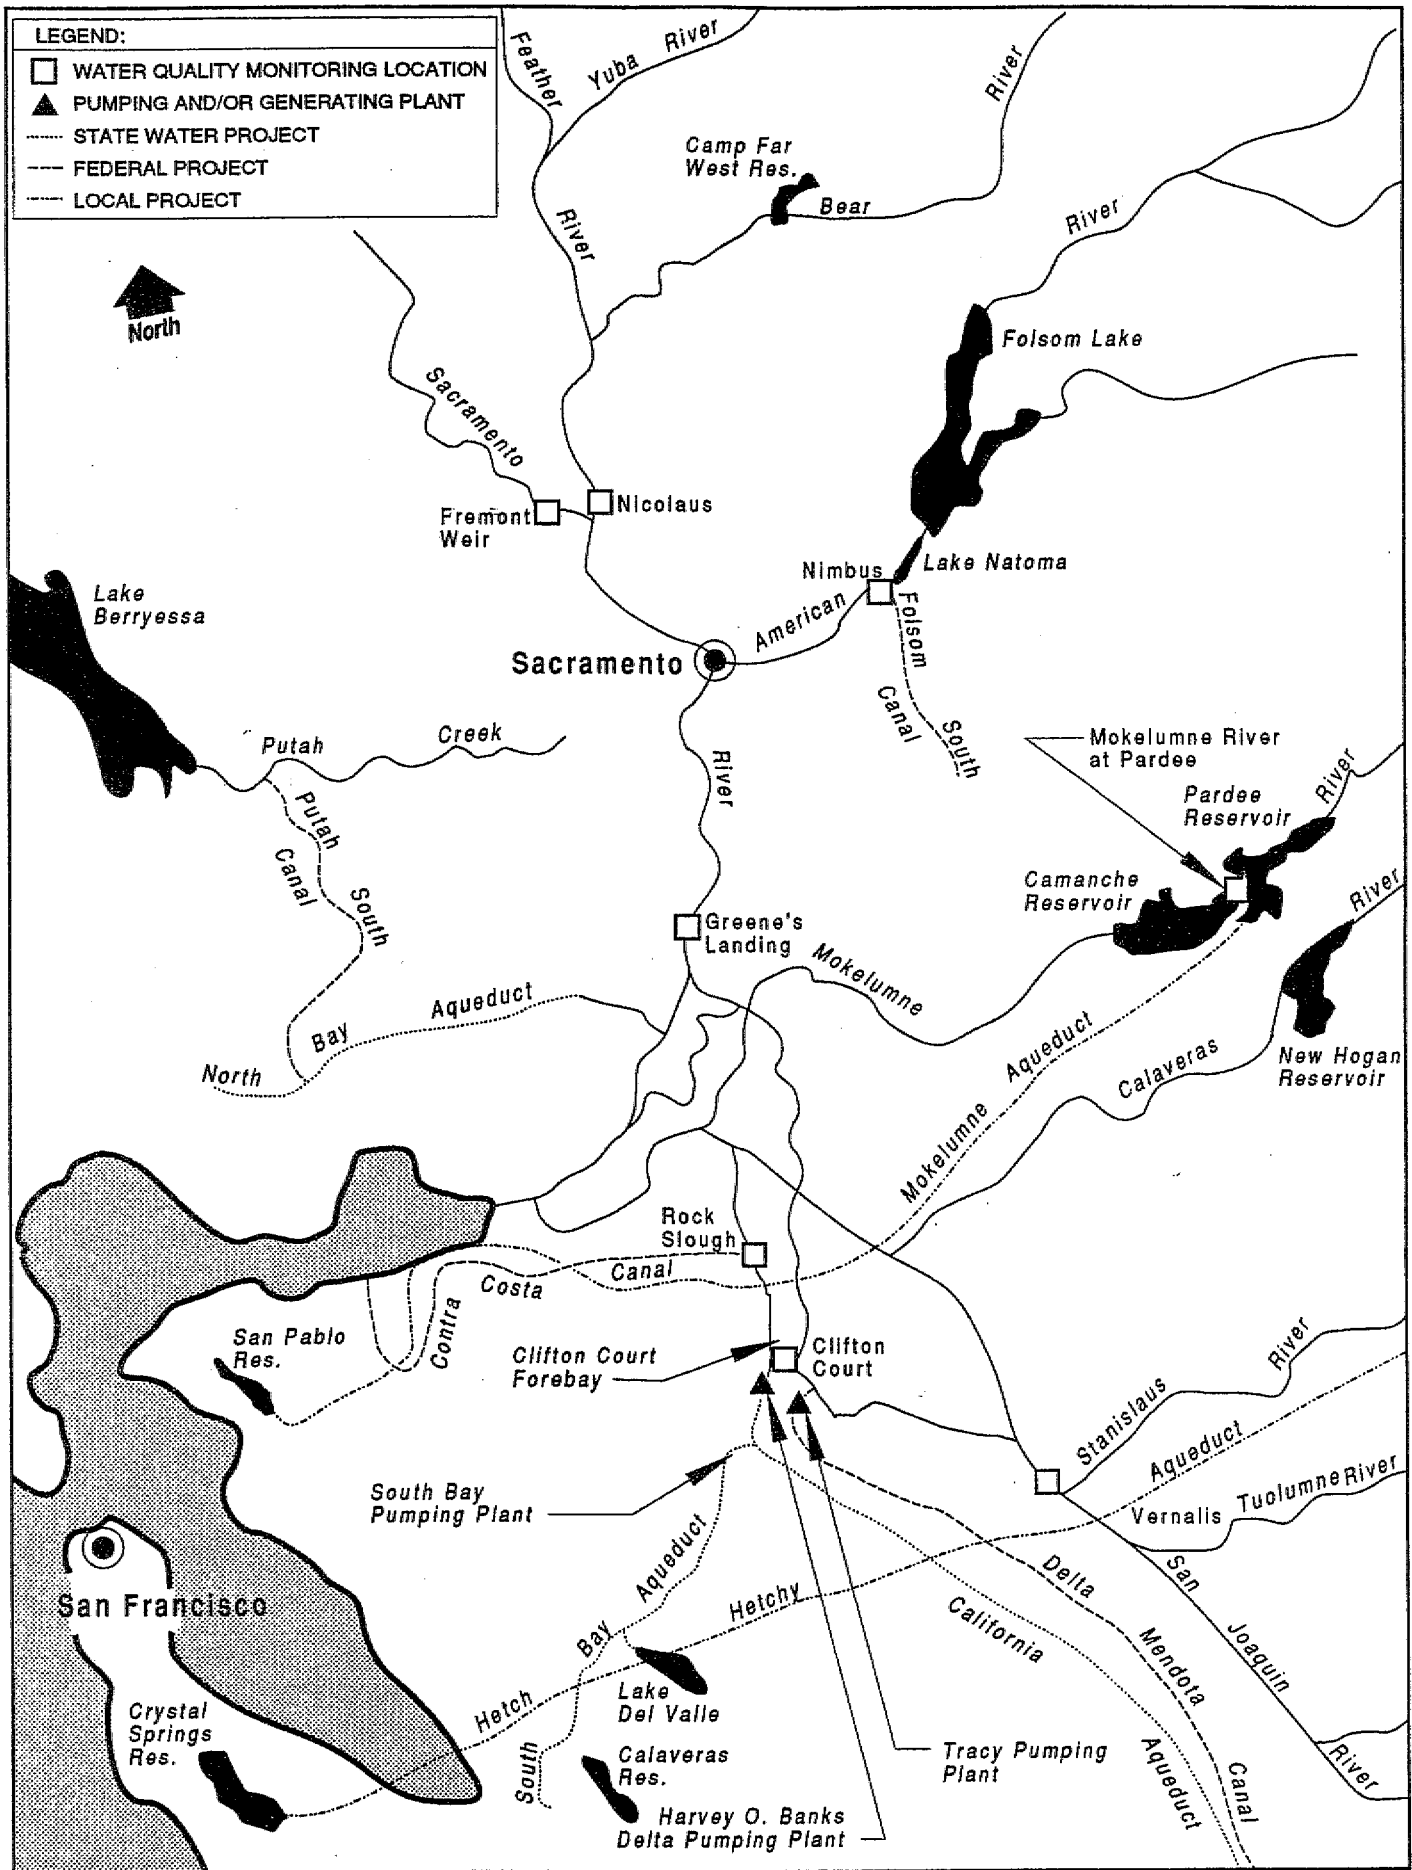 LEGEND:
WATER QUALITY MONITORING LOCATION
PUMPING AND/OR GENERATING PLANT
STATE WATER PROJECT
FEDERAL PROJECT
LOCAL PROJECT
North
Feather
River
Yuba River
River
Camp Far
West Res.
Bear
River
Folsom Lake
Sacramento
Fremont
Weir
Nicolaus
Lake Natoma
Nimbus
American
Folsom
South
Canal
Lake
Berryessa
Sacramento
River
Putah Creek
Putah
South
Canal
Mokelumne River
at Pardee
Pardee
Reservoir
River
Camanche
Reservoir
River
Greene's
Landing
Mokelumne
North Bay Aqueduct
New Hogan
Reservoir
Calaveras
Mokelumne Aqueduct
Rock
Slough
Contra Costa Canal
San Pablo
Res.
Clifton Court
Forebay
Clifton
Court
Stanislaus River
Aqueduct
Tuolumne River
Vernalis
South Bay
Pumping Plant
San Francisco
South Bay Aqueduct
Hetch Hetchy
Lake
Del Valle
Crystal
Springs
Res.
Calaveras
Res.
Harvey O. Banks
Delta Pumping Plant
Tracy Pumping
Plant
California
Aqueduct
Delta Mendota Canal
San Joaquin River